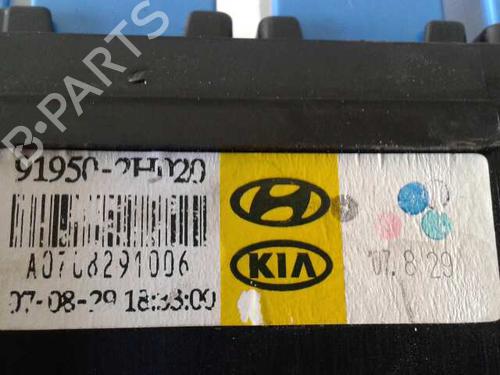 B-PARTS
91950-2H020
A0708291006
07-08-29 18:33:00
KIA
'07. 8. 29